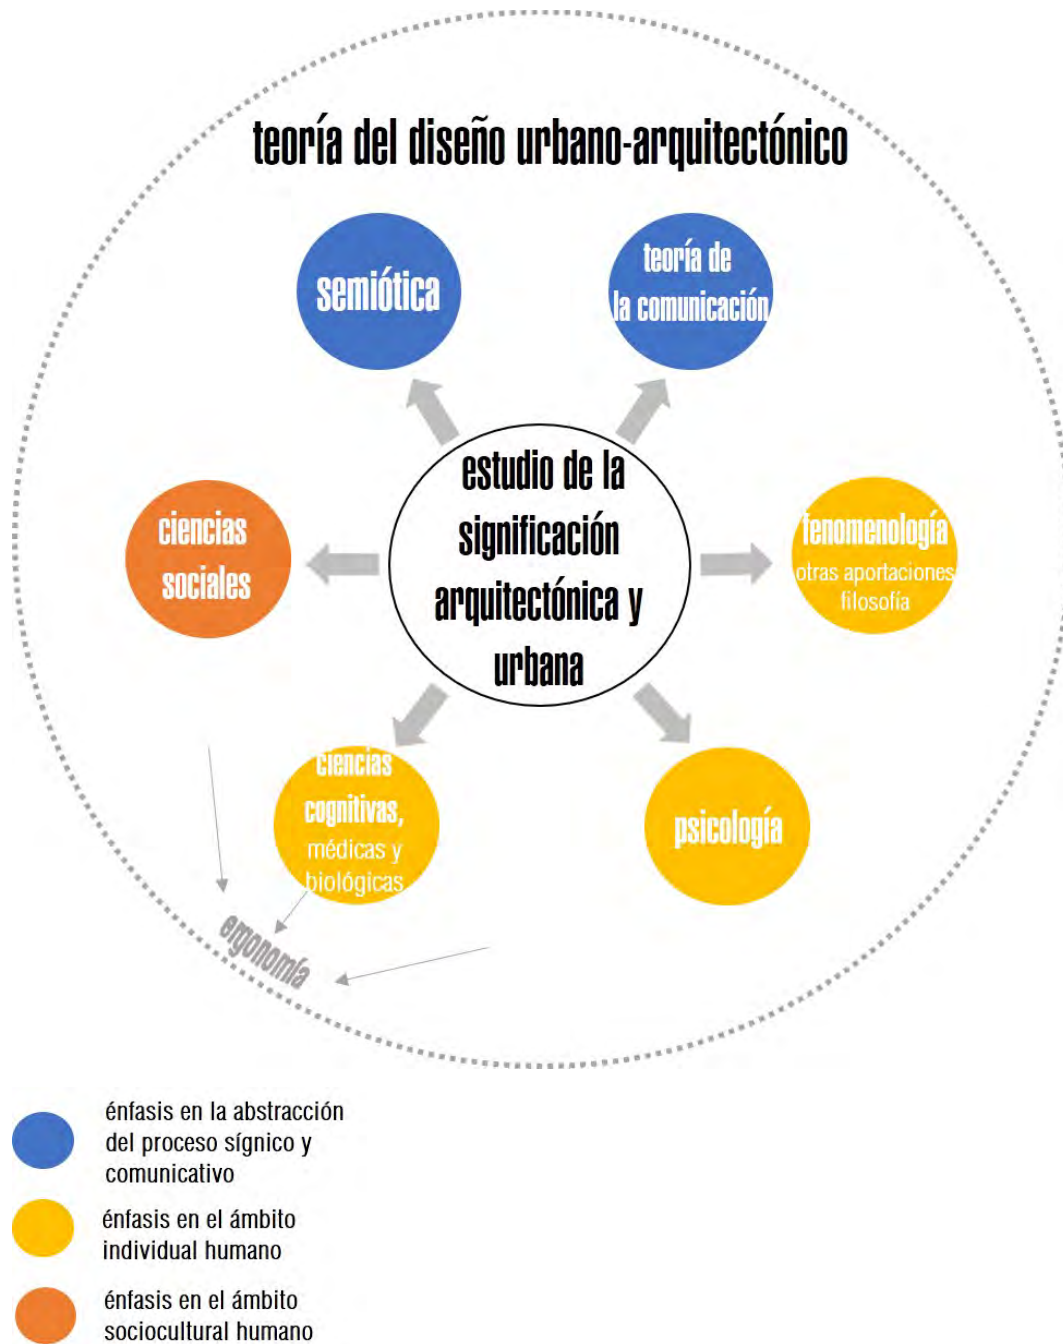 teoría del diseño urbano-arquitectónico
semiótica
teoría de
la comunicación
estudio de la
significación
arquitectónica y
urbana
ciencias
sociales
fenomenología
otras aportaciones
filosofía
ciencias
cognitivas,
médicas y
biológicas
psicología
ergonomía
énfasis en la abstracción
del proceso sígnico y
comunicativo
énfasis en el ámbito
individual humano
énfasis en el ámbito
sociocultural humano